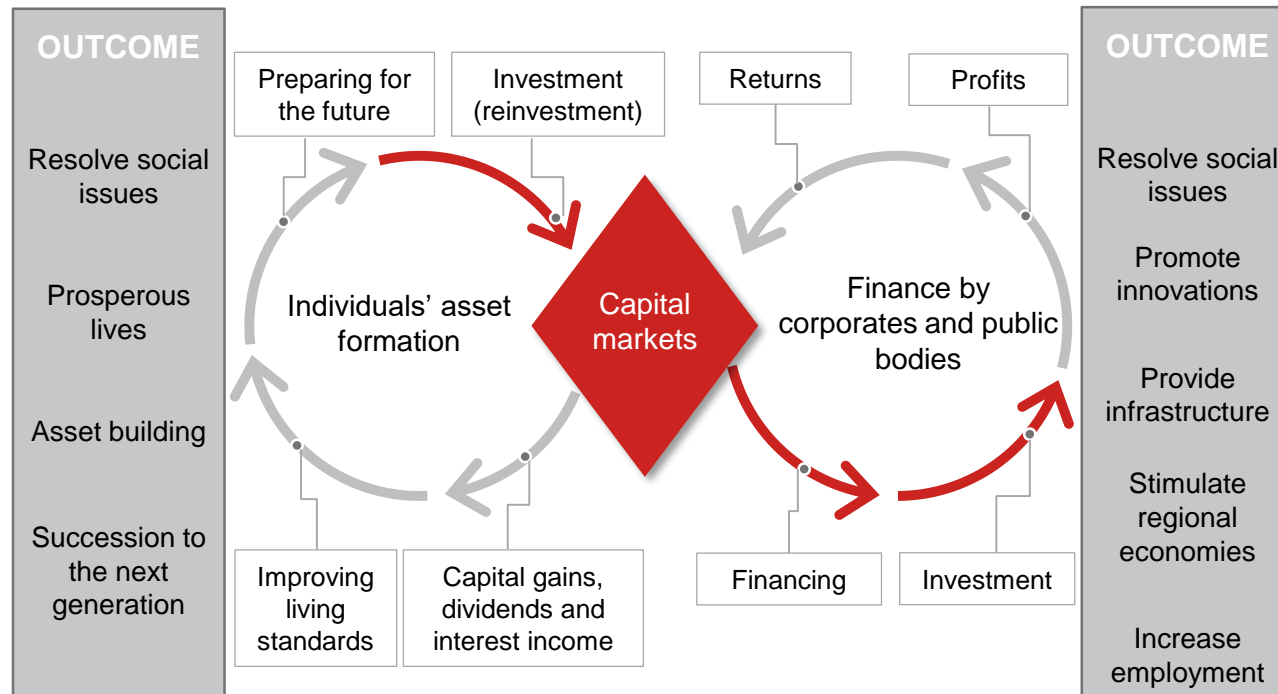 OUTCOME
Resolve social
issues
Prosperous
lives
Asset building
Succession to
the next
generation
Preparing for
the future
Investment
(reinvestment)
Individuals’ asset
formation
Improving
living
standards
Capital gains,
dividends and
interest income
Capital
markets
Returns
Profits
Finance by
corporates and public
bodies
Financing
Investment
OUTCOME
Resolve social
issues
Promote
innovations
Provide
infrastructure
Stimulate
regional
economies
Increase
employment